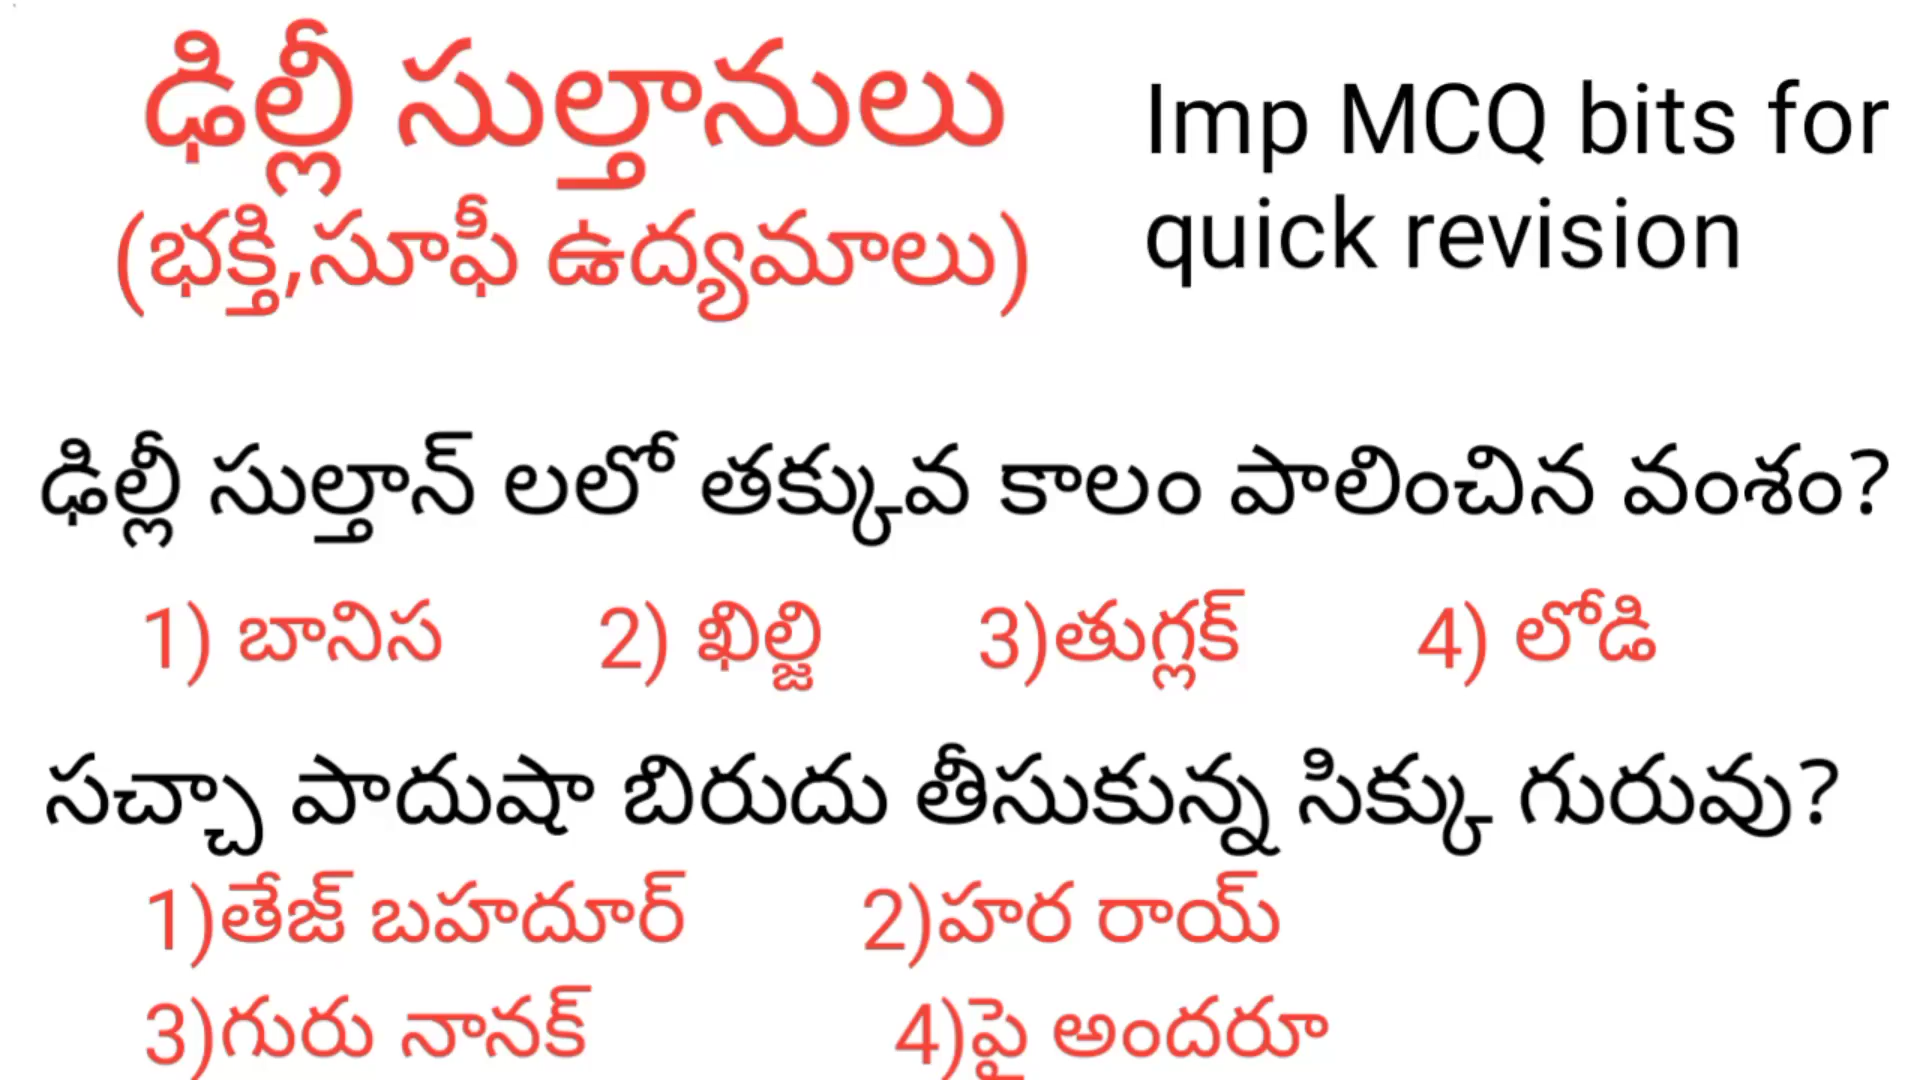 ఢిల్లీ సుల్తానులు
(భక్తి,సూఫీ ఉద్యమాలు)
Imp MCQ bits for
quick revision
ఢిల్లీ సుల్తాన్ లలో తక్కువ కాలం పాలించిన వంశం?
1) బానిస 2) ఖిల్జి 3)తుగ్లక్ 4) లోడి
సచ్చా పాదుషా బిరుదు తీసుకున్న సిక్కు గురువు?
1)తేజ్ బహదూర్ 2)హర రాయ్
3)గురు నానక్ 4)పై అందరూ